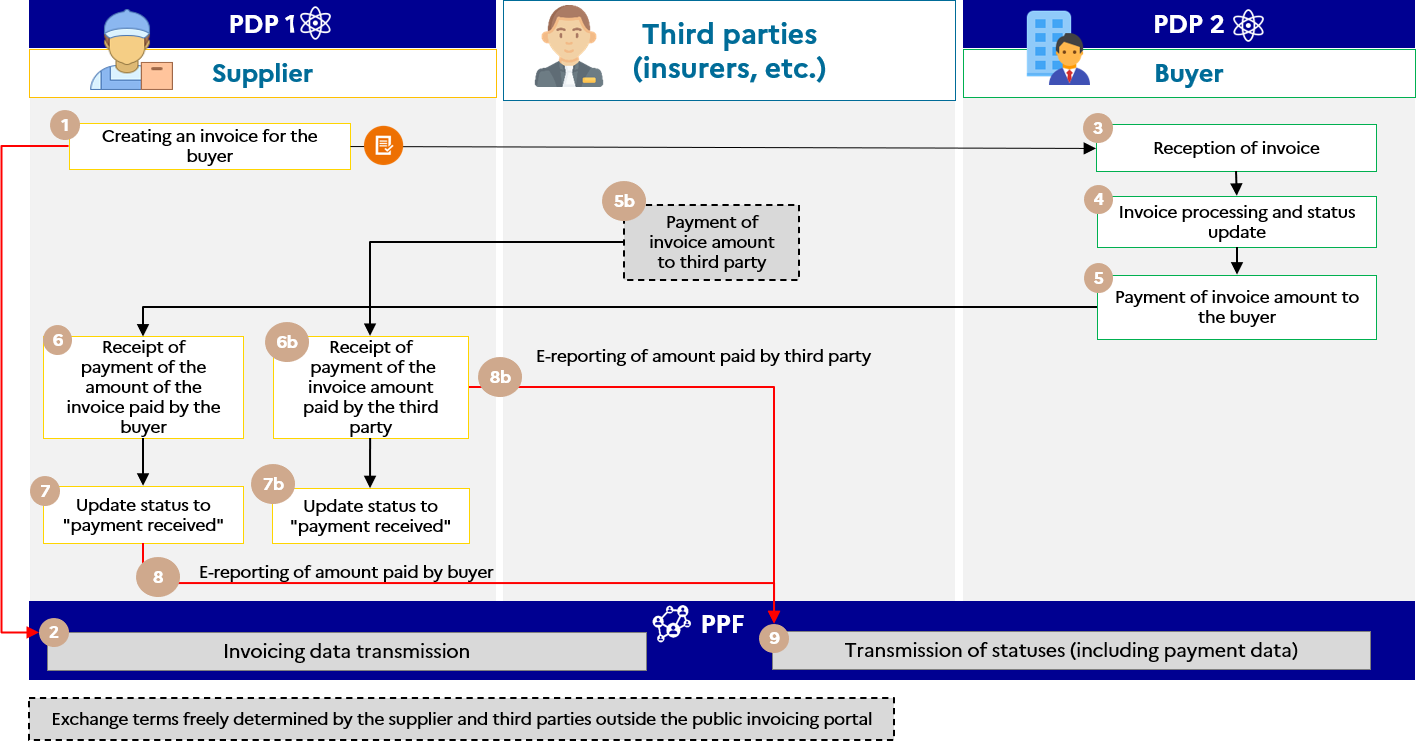 PDP 1
Supplier
Third parties
(insurers, etc.)
PDP 2
Buyer
1
Creating an invoice for the
buyer
3
Reception of invoice
4
Invoice processing and status
update
5b
Payment of
invoice amount
to third party
5
Payment of invoice amount to
the buyer
6
Receipt of
payment of the
amount of the
invoice paid by the
buyer
6b
Receipt of
payment of the
invoice amount
paid by the third
party
8b
E-reporting of amount paid by third party
7
Update status to
"payment received"
7b
Update status to
"payment received"
8
E-reporting of amount paid by buyer
PPF
2
Invoicing data transmission
9
Transmission of statuses (including payment data)
Exchange terms freely determined by the supplier and third parties outside the public invoicing portal